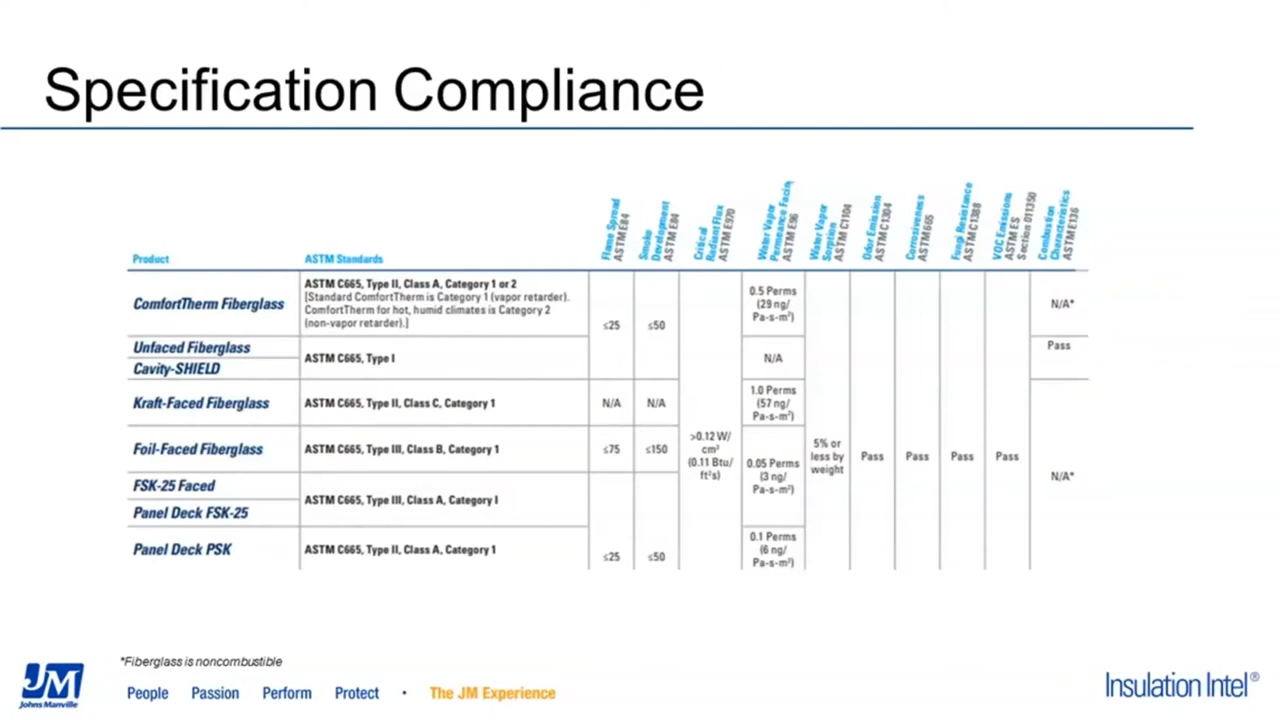 Specification Compliance
Product
ASTM Standards
Flame Spread
ASTM E84
Smoke
Development
ASTM E84
Critical
Radiant Flux
ASTM E970
Water Vapor
Permeance Facing
ASTM E96
Water Vapor
Sorption
ASTM C1104
Odor Emission
ASTM C1304
Corrosiveness
ASTM 665
Fungi Resistance
ASTM C1388
VOC Emissions
ASTM ES
Section 011350
Combustion
Characteristics
ASTM E136
ComfortTherm Fiberglass
ASTM C665, Type II, Class A, Category 1 or 2
[Standard ComfortTherm is Category 1 (vapor retarder).
ComfortTherm for hot, humid climates is Category 2
(non-vapor retarder).]
≤25
≤50
0.5 Perms
(29 ng/
Pa-s-m²)
N/A*
Unfaced Fiberglass
Cavity-SHIELD
ASTM C665, Type I
N/A
Pass
Kraft-Faced Fiberglass
ASTM C665, Type II, Class C, Category 1
N/A
N/A
1.0 Perms
(57 ng/
Pa-s-m²)
Foil-Faced Fiberglass
ASTM C665, Type III, Class B, Category 1
≤75
≤150
>0.12 W/
cm²
(0.11 Btu/
ft²s)
0.05 Perms
(3 ng/
Pa-s-m²)
5% or
less by
weight
Pass
Pass
Pass
Pass
N/A*
FSK-25 Faced
Panel Deck FSK-25
ASTM C665, Type III, Class A, Category I
Panel Deck PSK
ASTM C665, Type II, Class A, Category 1
≤25
≤50
0.1 Perms
(6 ng/
Pa-s-m²)
*Fiberglass is noncombustible
JM
Johns Manville
People Passion Perform Protect • The JM Experience
Insulation Intel®